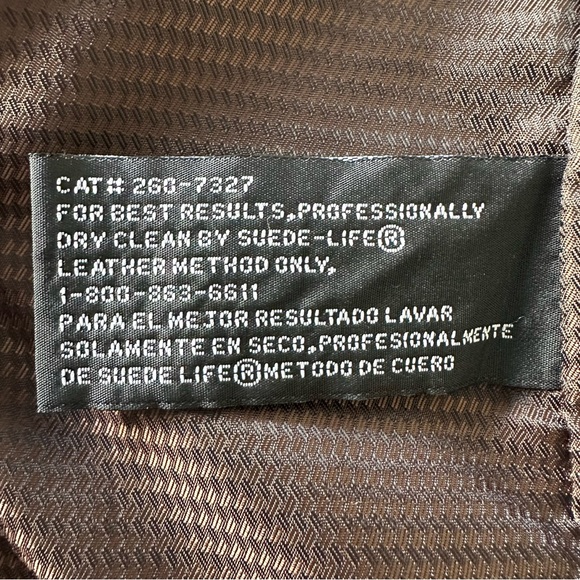 CAT# 260-7327
FOR BEST RESULTS,PROFESSIONALLY
DRY CLEAN BY SUEDE-LIFE®
LEATHER METHOD ONLY,
1-800-863-6611
PARA EL MEJOR RESULTADO LAVAR
SOLAMENTE EN SECO,PROFESIONALMENTE
DE SUEDE LIFE®METODO DE CUERO